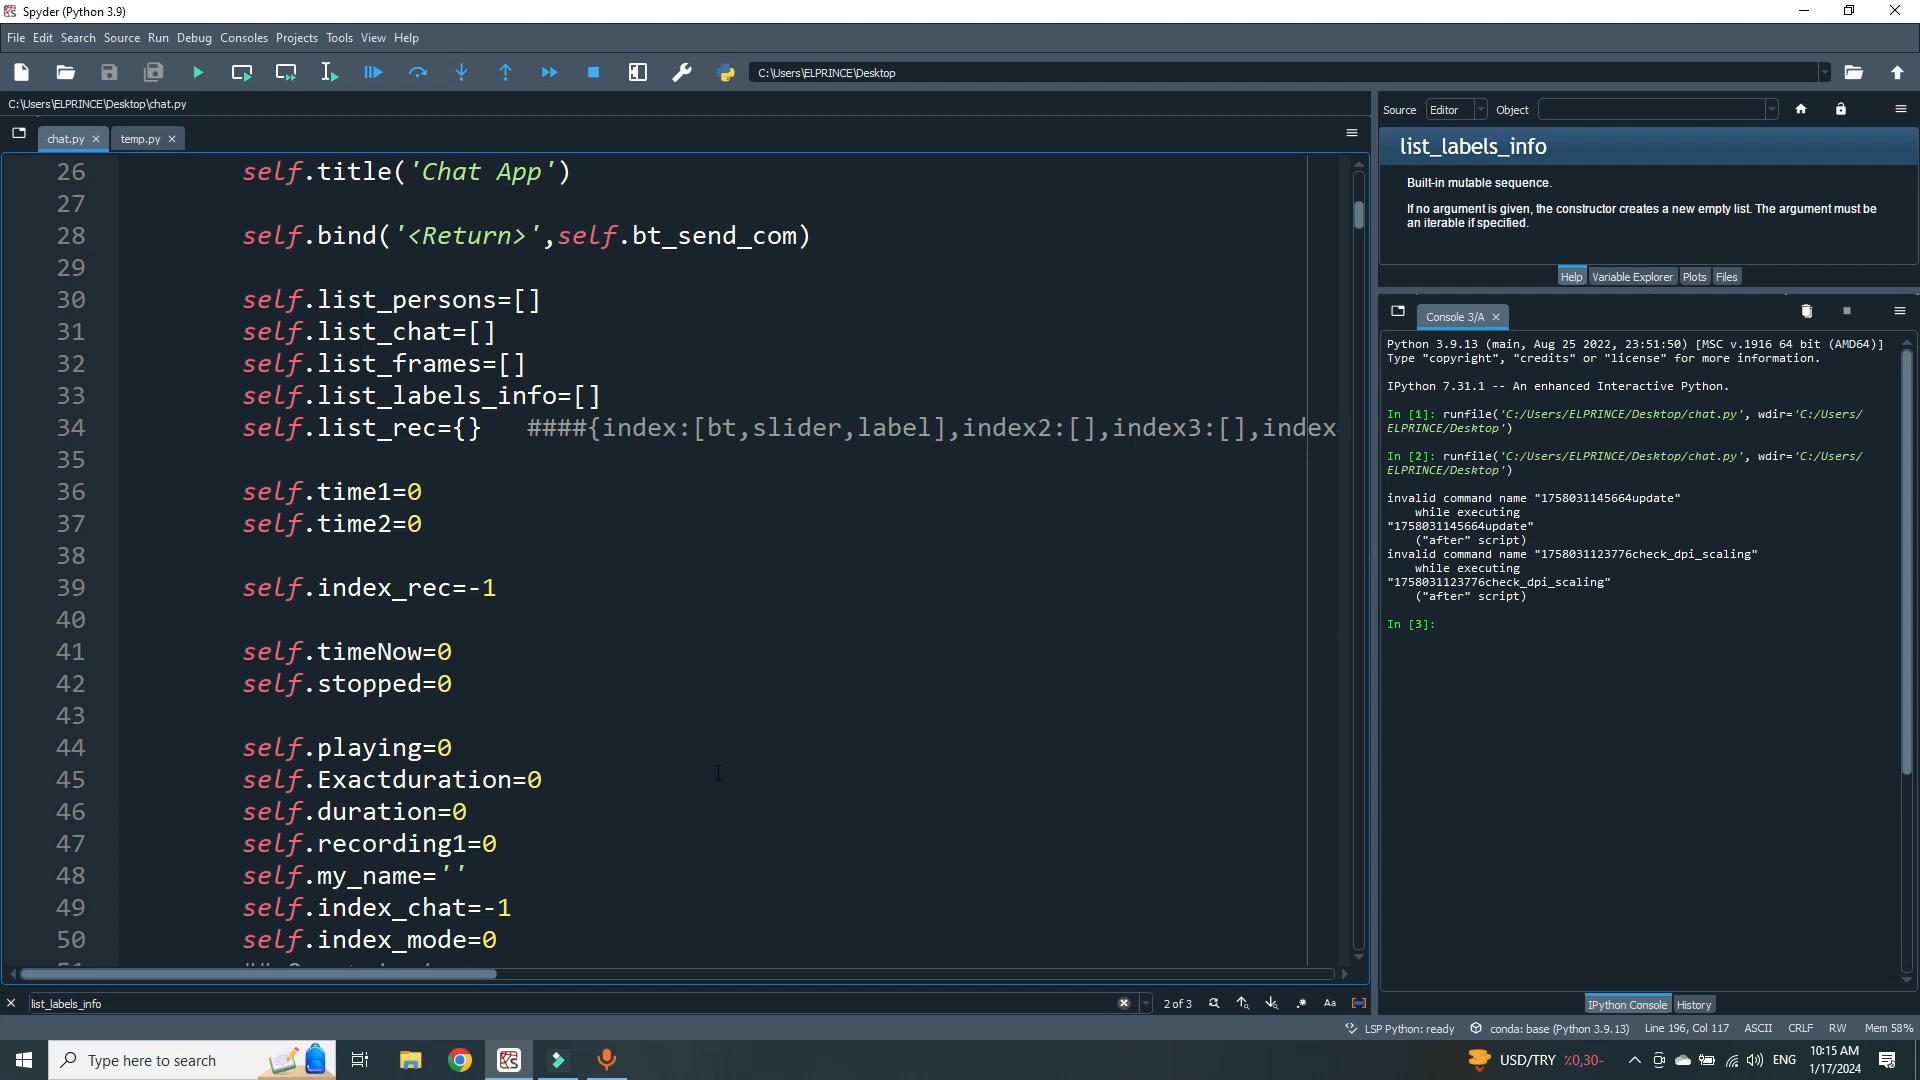 Spyder (Python 3.9)
File Edit Search Source Run Debug Consoles Projects Tools View Help
C:\Users\ELPRINCE\Desktop
C:\Users\ELPRINCE\Desktop\chat.py
chat.py
temp.py
26 self.title('Chat App')
27
28 self.bind('<Return>',self.bt_send_com)
29
30 self.list_persons=[]
31 self.list_chat=[]
32 self.list_frames=[]
33 self.list_labels_info=[]
34 self.list_rec={} ####{index:[bt,slider,label],index2:[],index3:[],index
35
36 self.time1=0
37 self.time2=0
38
39 self.index_rec=-1
40
41 self.timeNow=0
42 self.stopped=0
43
44 self.playing=0
45 self.Exactduration=0
46 self.duration=0
47 self.recording1=0
48 self.my_name=''
49 self.index_chat=-1
50 self.index_mode=0
list_labels_info
2 of 3
Aa
Source Editor Object
list_labels_info
Built-in mutable sequence.
If no argument is given, the constructor creates a new empty list. The argument must be
an iterable if specified.
Help Variable Explorer Plots Files
Console 3/A
Python 3.9.13 (main, Aug 25 2022, 23:51:50) [MSC v.1916 64 bit (AMD64)]
Type "copyright", "credits" or "license" for more information.
IPython 7.31.1 -- An enhanced Interactive Python.
In [1]: runfile('C:/Users/ELPRINCE/Desktop/chat.py', wdir='C:/Users/
ELPRINCE/Desktop')
In [2]: runfile('C:/Users/ELPRINCE/Desktop/chat.py', wdir='C:/Users/
ELPRINCE/Desktop')
invalid command name "1758031145664update"
while executing
"1758031145664update"
("after" script)
invalid command name "1758031123776check_dpi_scaling"
while executing
"1758031123776check_dpi_scaling"
("after" script)
In [3]:
IPython Console History
LSP Python: ready conda: base (Python 3.9.13) Line 196, Col 117 ASCII CRLF RW Mem 58%
Type here to search
USD/TRY %0,30-
ENG
10:15 AM
1/17/2024